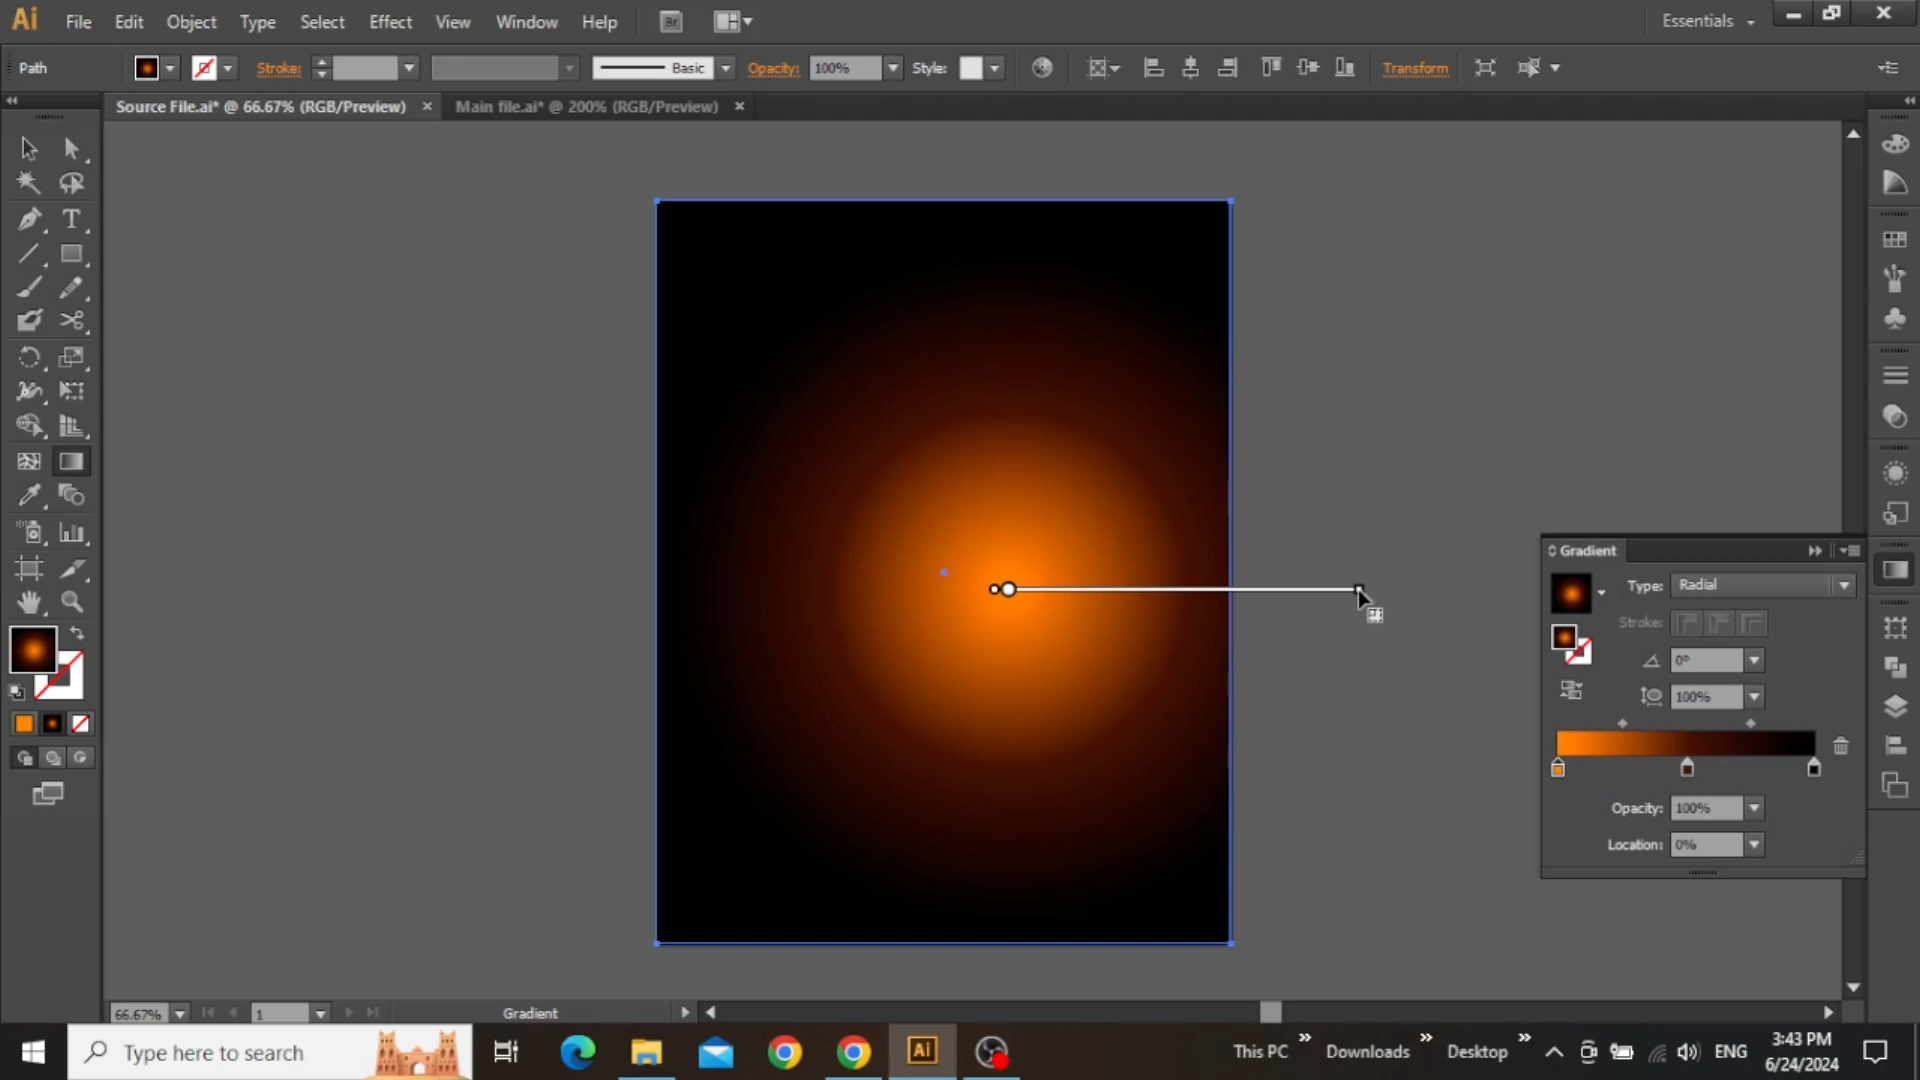 Ai File Edit Object Type Select Effect View Window Help Br Essentials
Path Stroke: Basic Opacity: 100% Style: Transform
Source File.ai* @ 66.67% (RGB/Preview) Main file.ai* @ 200% (RGB/Preview)
T
Gradient
Type: Radial
Stroke:
0°
100%
Opacity: 100%
Location: 0%
66.67% 1 Gradient
Type here to search Ai This PC Downloads Desktop ENG 3:43 PM
6/24/2024